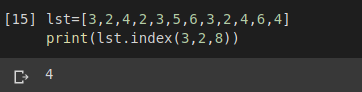 [15] lst=[3,2,4,2,3,5,6,3,2,4,6,4]
print(lst.index(3,2,8))
4